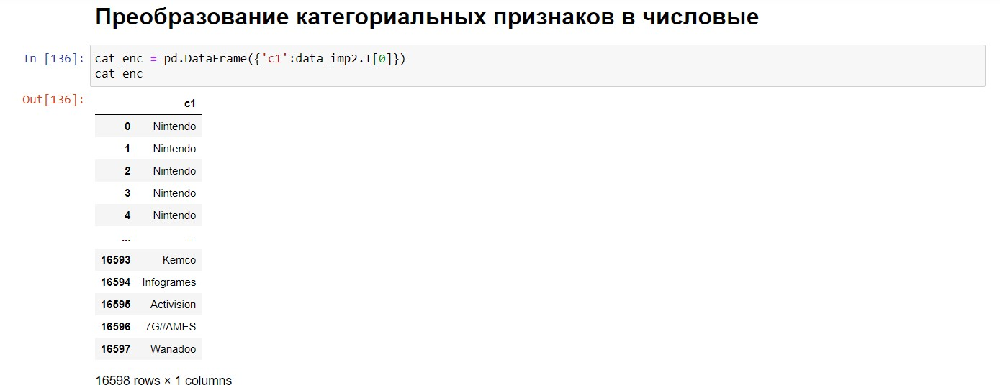 Преобразование категориальных признаков в числовые
In [136]: cat_enc = pd.DataFrame({'c1':data_imp2.T[0]})
cat_enc
Out[136]:
c1
0 Nintendo
1 Nintendo
2 Nintendo
3 Nintendo
4 Nintendo
... ...
16593 Kemco
16594 Infogrames
16595 Activision
16596 7G//AMES
16597 Wanadoo
16598 rows × 1 columns